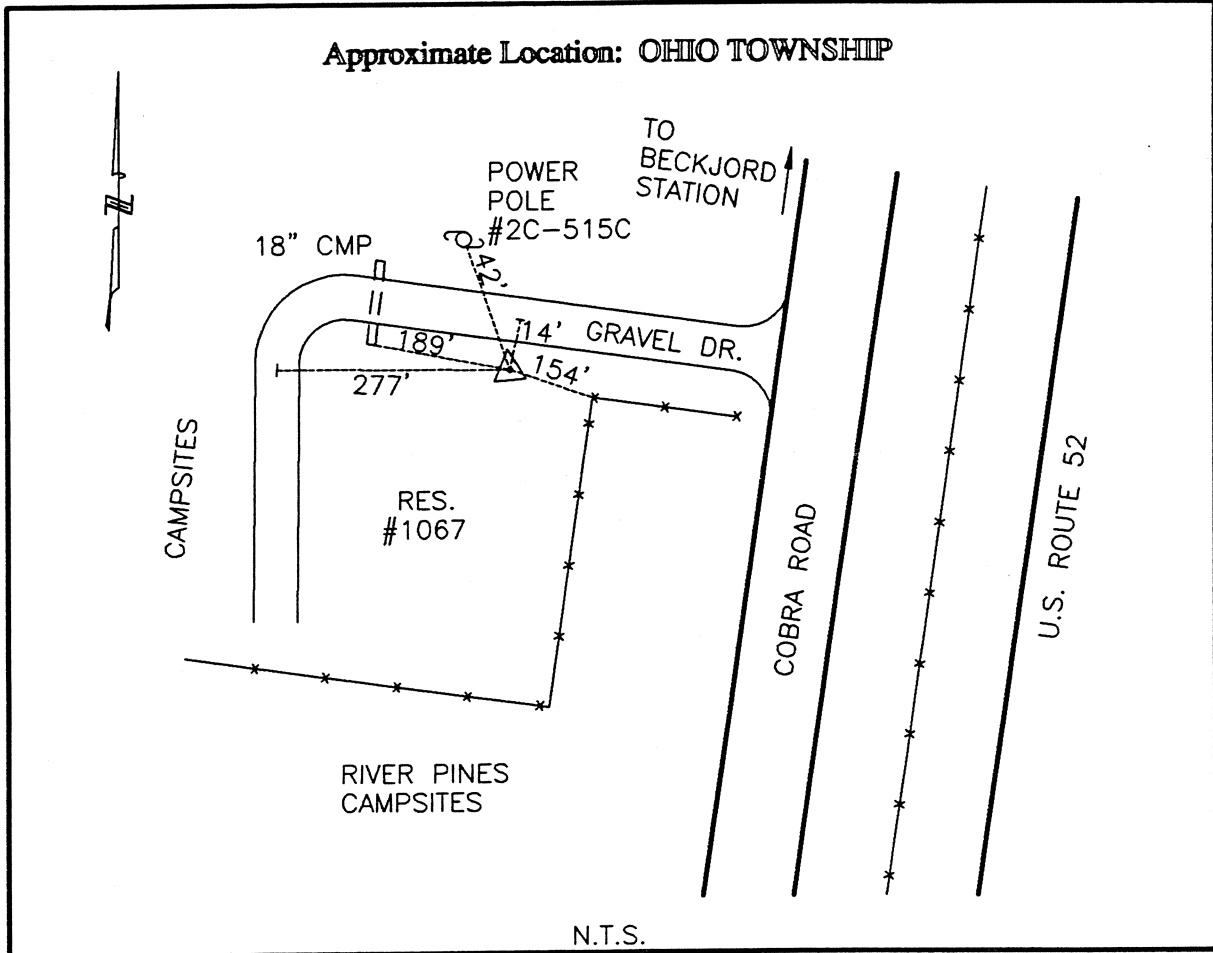 Approximate Location: OHIO TOWNSHIP
TO
BECKJORD
STATION
POWER
POLE
#2C-515C
18" CMP
42'
14' GRAVEL DR.
189'
154'
277'
CAMPSITES
RES.
#1067
COBRA ROAD
U.S. ROUTE 52
RIVER PINES
CAMPSITES
N.T.S.